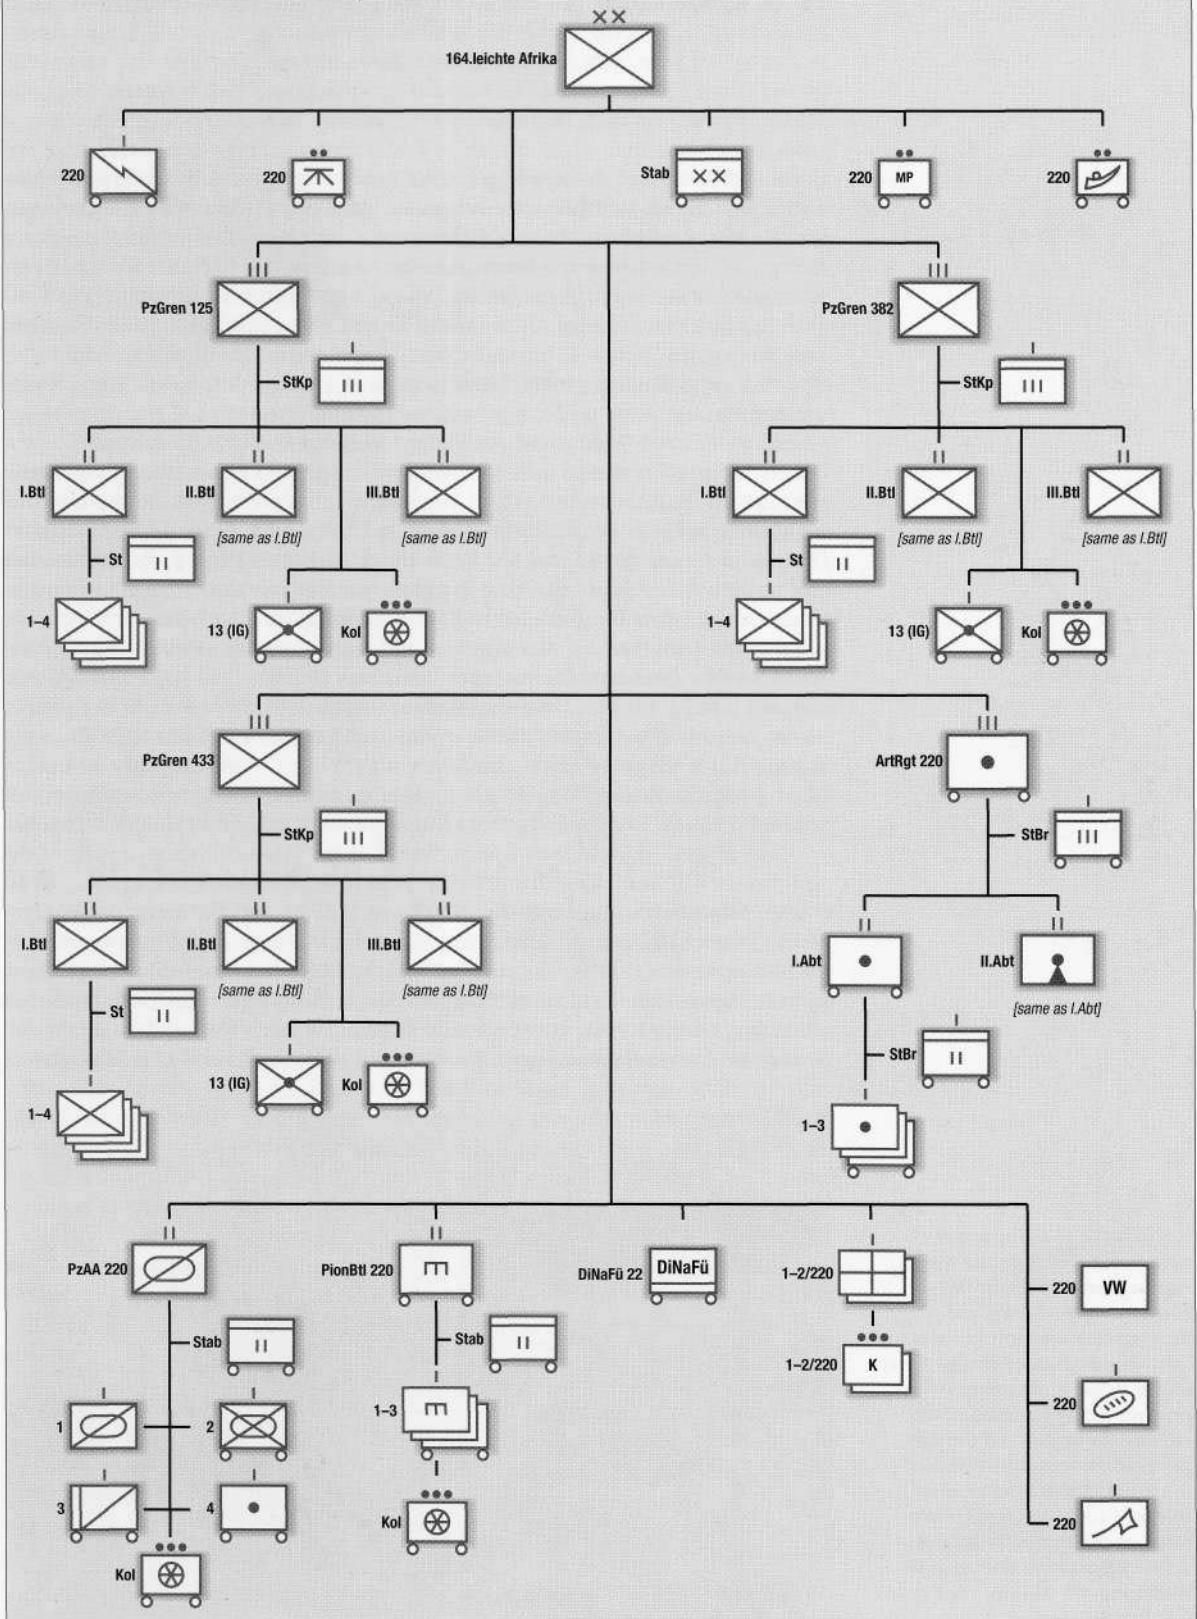 164.leichte Afrika
220
220
Stab
220 MP
220
PzGren 125
PzGren 382
StKp
StKp
I.Btl
II.Btl
III.Btl
I.Btl
II.Btl
III.Btl
[same as I.Btl]
[same as I.Btl]
[same as I.Btl]
[same as I.Btl]
St
St
1–4
13 (IG)
Kol
1–4
13 (IG)
Kol
PzGren 433
ArtRgt 220
StKp
StBr
I.Btl
II.Btl
III.Btl
I.Abt
II.Abt
[same as I.Btl]
[same as I.Btl]
[same as I.Abt]
St
StBr
13 (IG)
Kol
1–4
1–3
PzAA 220
PionBtl 220
DiNaFü 22
DiNaFü
1–2/220
220
VW
Stab
Stab
1–2/220
K
1
2
1–3
220
3
4
Kol
220
Kol